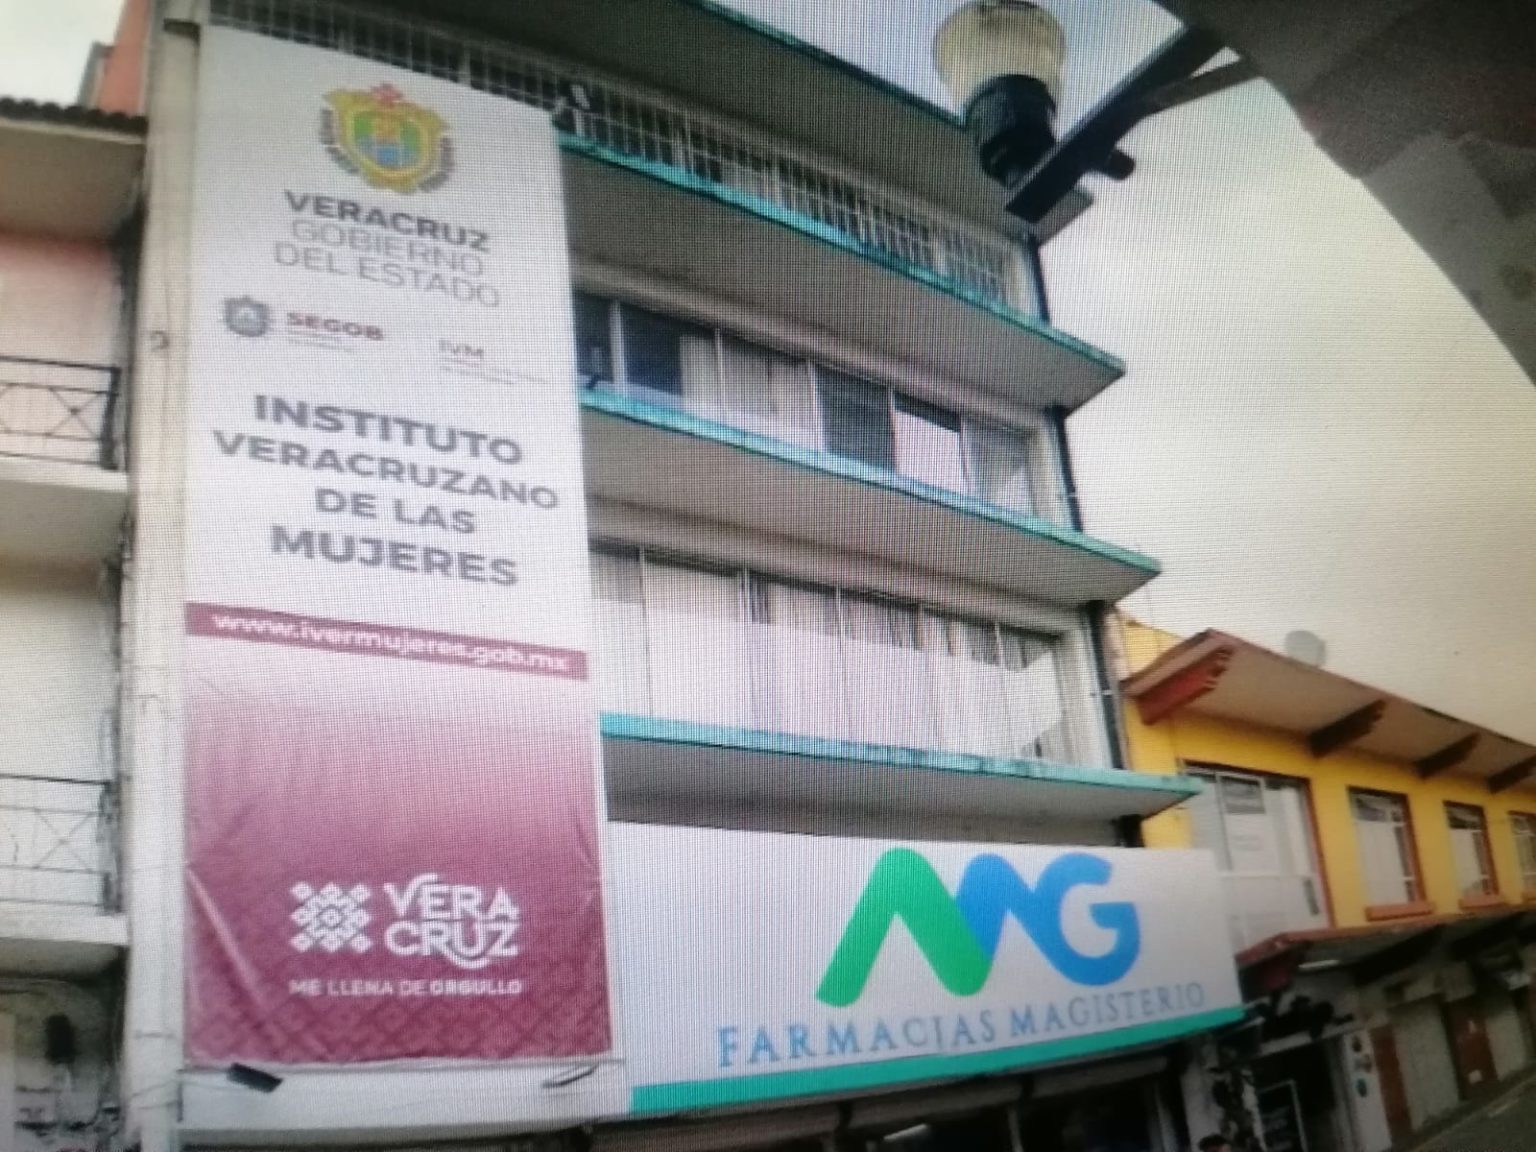 VERACRUZ
GOBIERNO
DEL ESTADO
SEGOB
IVM
INSTITUTO
VERACRUZANO
DE LAS
MUJERES
www.ivermujeres.gob.mx
VERA
CRUZ
ME LLENA DE ORGULLO
MG
FARMACIAS MAGISTERIO